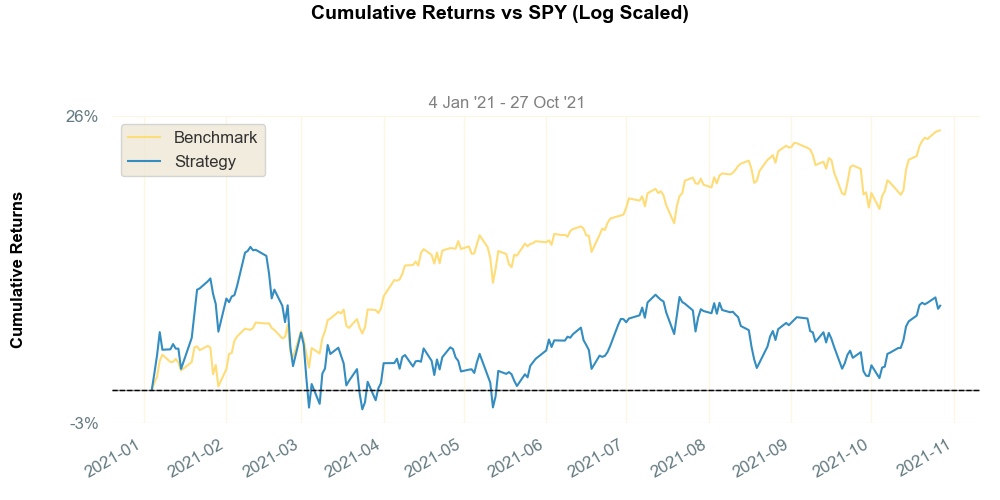 Cumulative Returns vs SPY (Log Scaled)
4 Jan '21 - 27 Oct '21
26%
Benchmark
Strategy
Cumulative Returns
-3%
2021-01
2021-02
2021-03
2021-04
2021-05
2021-06
2021-07
2021-08
2021-09
2021-10
2021-11